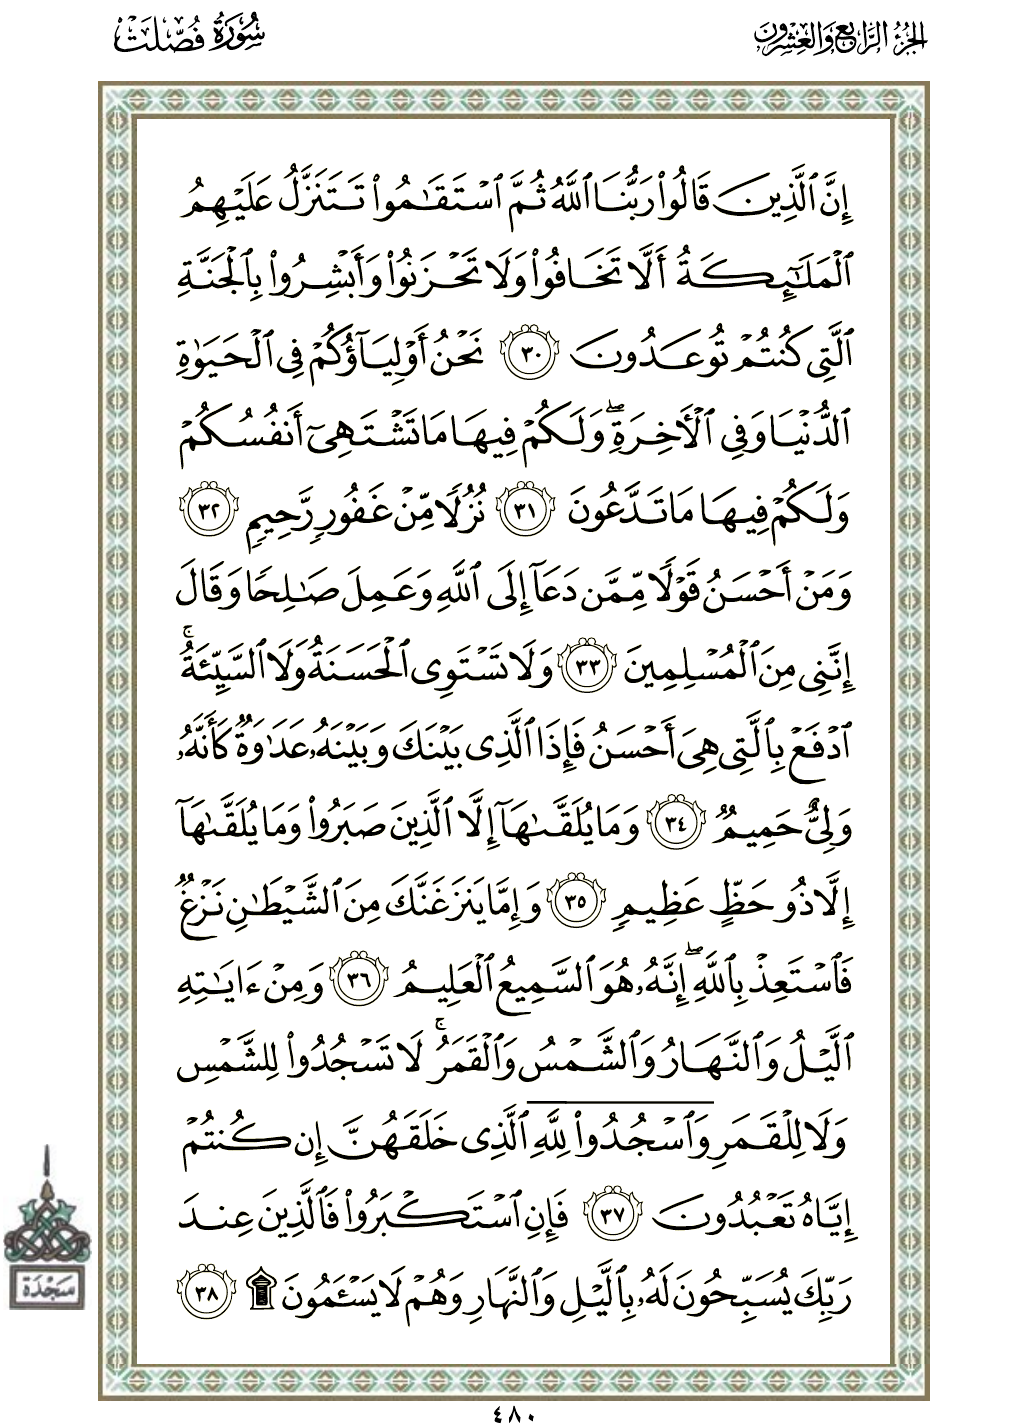 الجزء الرابع والعشرون
سورة فصلت
إِنَّ ٱلَّذِينَ قَالُوا۟ رَبُّنَا ٱللَّهُ ثُمَّ ٱسْتَقَـٰمُوا۟ تَتَنَزَّلُ عَلَيْهِمُ
ٱلْمَلَـٰٓئِكَةُ أَلَّا تَخَافُوا۟ وَلَا تَحْزَنُوا۟ وَأَبْشِرُوا۟ بِٱلْجَنَّةِ
ٱلَّتِى كُنتُمْ تُوعَدُونَ ٣٠ نَحْنُ أَوْلِيَآؤُكُمْ فِى ٱلْحَيَوٰةِ
ٱلدُّنْيَا وَفِى ٱلْأَخِرَةِ ۖ وَلَكُمْ فِيهَا مَا تَشْتَهِىٓ أَنفُسُكُمْ
وَلَكُمْ فِيهَا مَا تَدَّعُونَ ٣١ نُزُلًا مِّنْ غَفُورٍ رَّحِيمٍ ٣٢
وَمَنْ أَحْسَنُ قَوْلًا مِّمَّن دَعَآ إِلَى ٱللَّهِ وَعَمِلَ صَـٰلِحًا وَقَالَ
إِنَّنِى مِنَ ٱلْمُسْلِمِينَ ٣٣ وَلَا تَسْتَوِى ٱلْحَسَنَةُ وَلَا ٱلسَّيِّئَةُ ۚ
ٱدْفَعْ بِٱلَّتِى هِىَ أَحْسَنُ فَإِذَا ٱلَّذِى بَيْنَكَ وَبَيْنَهُۥ عَدَٰوَةٌ كَأَنَّهُۥ
وَلِىٌّ حَمِيمٌ ٣٤ وَمَا يُلَقَّىٰهَآ إِلَّا ٱلَّذِينَ صَبَرُوا۟ وَمَا يُلَقَّىٰهَآ
إِلَّا ذُو حَظٍّ عَظِيمٍ ٣٥ وَإِمَّا يَنزَغَنَّكَ مِنَ ٱلشَّيْطَـٰنِ نَزْغٌ
فَٱسْتَعِذْ بِٱللَّهِ ۖ إِنَّهُۥ هُوَ ٱلسَّمِيعُ ٱلْعَلِيمُ ٣٦ وَمِنْ ءَايَـٰتِهِ
ٱلَّيْلُ وَٱلنَّهَارُ وَٱلشَّمْسُ وَٱلْقَمَرُ ۚ لَا تَسْجُدُوا۟ لِلشَّمْسِ
وَلَا لِلْقَمَرِ وَٱسْجُدُوا۟ لِلَّهِ ٱلَّذِى خَلَقَهُنَّ إِن كُنتُمْ
إِيَّاهُ تَعْبُدُونَ ٣٧ فَإِنِ ٱسْتَكْبَرُوا۟ فَٱلَّذِينَ عِندَ
رَبِّكَ يُسَبِّحُونَ لَهُۥ بِٱلَّيْلِ وَٱلنَّهَارِ وَهُمْ لَا يَسْـَٔمُونَ ۩ ٣٨
سجدة
٤٨٠